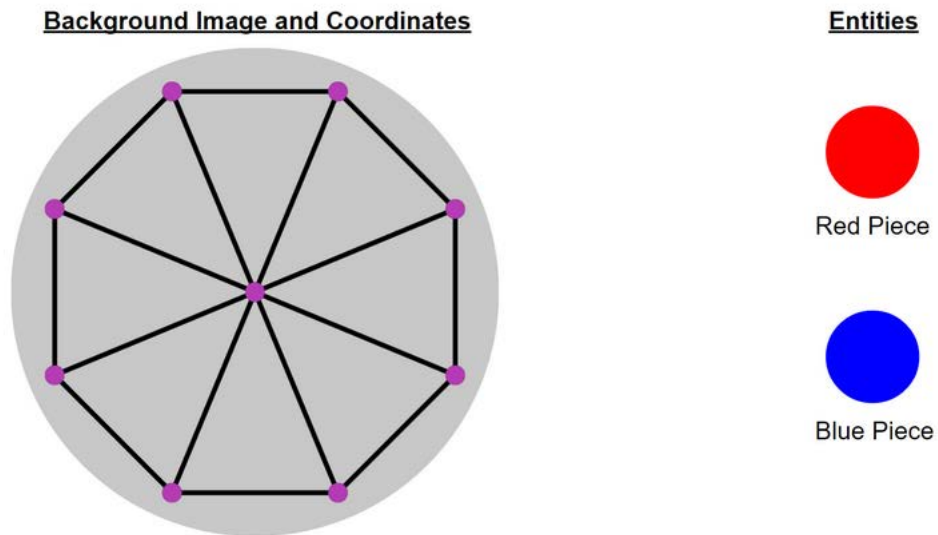 Background Image and Coordinates
Entities
Red Piece
Blue Piece